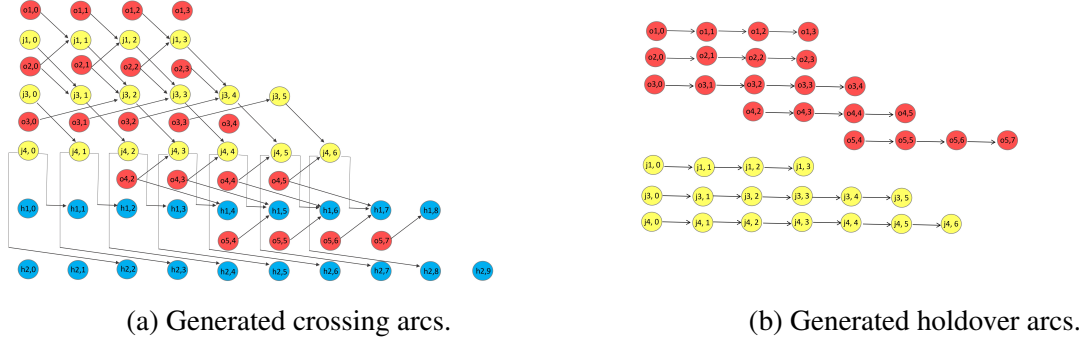 o1,0 o1,1 o1,2 o1,3
j1, 0 j1, 1 j1, 2 j1, 3
o2,0 o2,1 o2,2 o2,3
j3, 0 j3, 1 j3, 2 j3, 3 j3, 4 j3, 5
o3,0 o3,1 o3,2 o3,3 o3,4
j4, 0 j4, 1 j4, 2 j4, 3 j4, 4 j4, 5 j4, 6
o4,2 o4,3 o4,4 o4,5
h1,0 h1,1 h1,2 h1,3 h1,4 h1,5 h1,6 h1,7 h1,8
o5,4 o5,5 o5,6 o5,7
h2,0 h2,1 h2,2 h2,3 h2,4 h2,5 h2,6 h2,7 h2,8 h2,9
(a) Generated crossing arcs.
o1,0 o1,1 o1,2 o1,3
o2,0 o2,1 o2,2 o2,3
o3,0 o3,1 o3,2 o3,3 o3,4
o4,2 o4,3 o4,4 o4,5
o5,4 o5,5 o5,6 o5,7
j1, 0 j1, 1 j1, 2 j1, 3
j3, 0 j3, 1 j3, 2 j3, 3 j3, 4 j3, 5
j4, 0 j4, 1 j4, 2 j4, 3 j4, 4 j4, 5 j4, 6
(b) Generated holdover arcs.